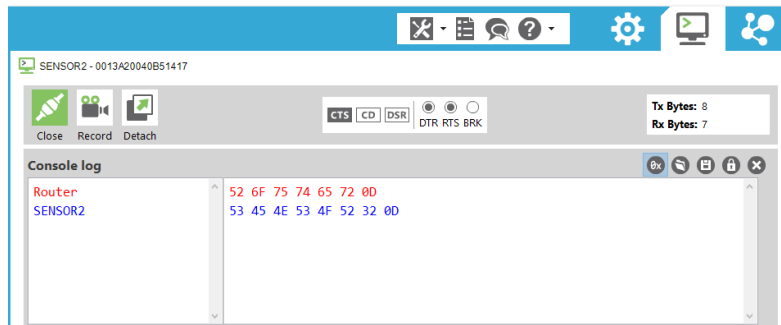 SENSOR2 - 0013A20040B51417
CTS CD DSR
DTR RTS BRK
Tx Bytes: 8
Rx Bytes: 7
Close Record Detach
Console log
0x
Router 52 6F 75 74 65 72 0D
SENSOR2 53 45 4E 53 4F 52 32 0D